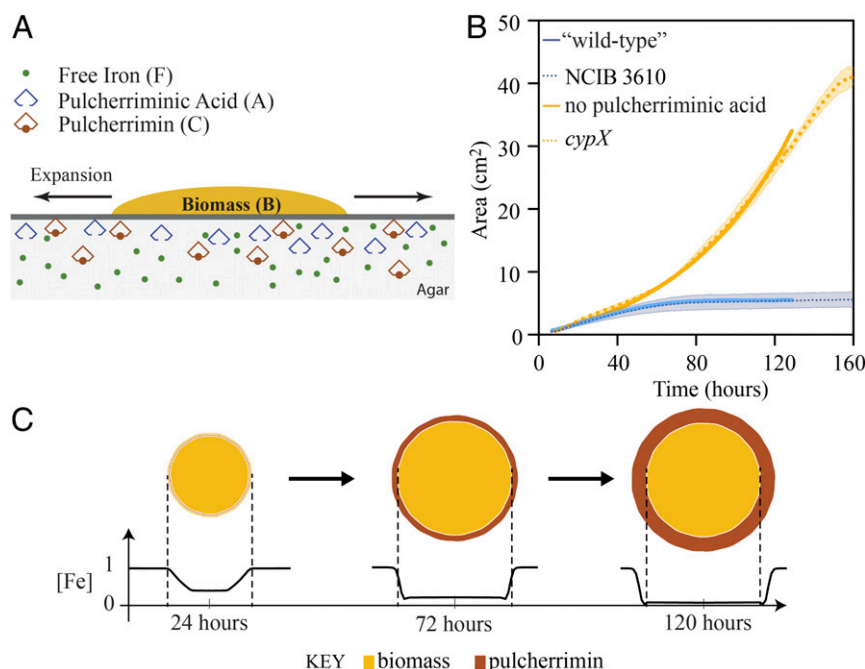 A
Free Iron (F)
Pulcherriminic Acid (A)
Pulcherrimin (C)
Expansion
Biomass (B)
Agar
B
50
40
30
20
10
0
Area (cm²)
"wild-type"
NCIB 3610
no pulcherriminic acid
cypX
0 40 80 120 160
Time (hours)
C
[Fe]
1
0
24 hours
72 hours
120 hours
KEY biomass pulcherrimin